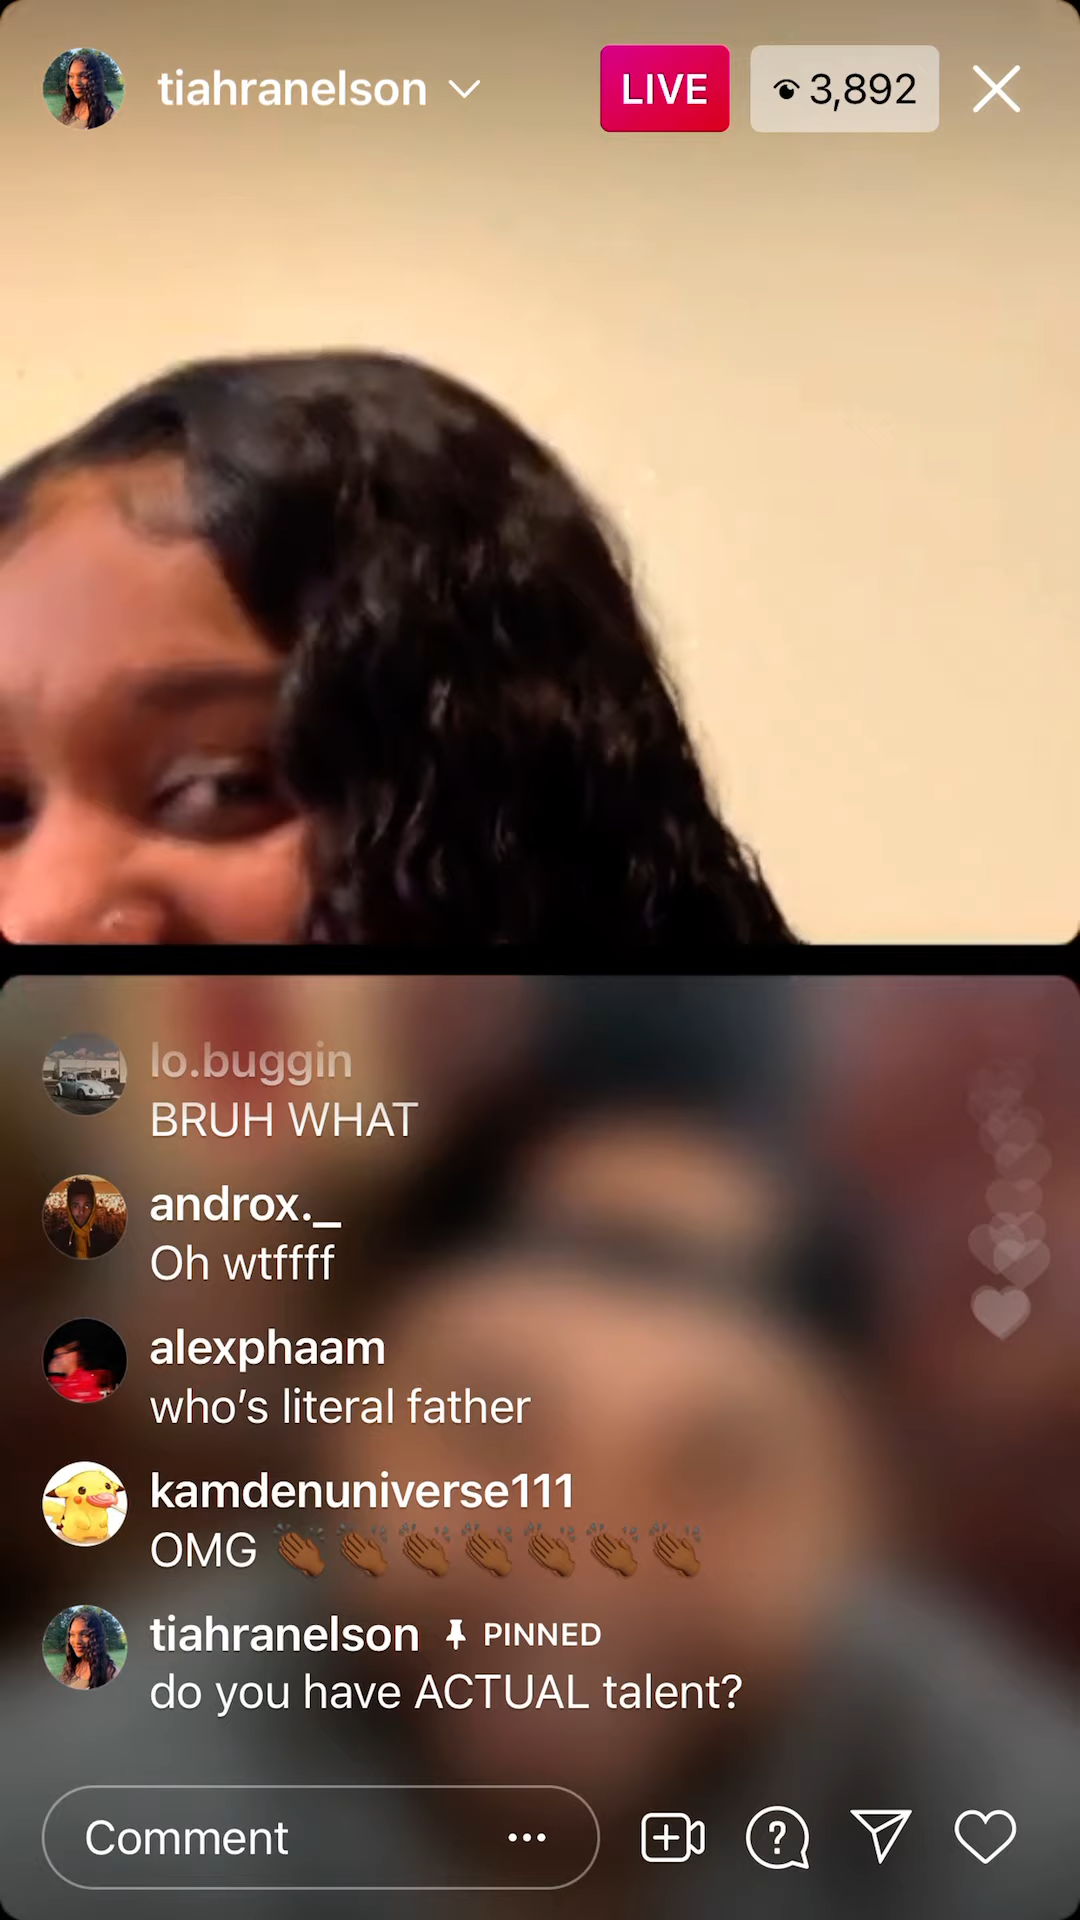 tiahranelson
LIVE
3,892
lo.buggin
BRUH WHAT
androx._
Oh wtffff
alexphaam
who's literal father
kamdenuniverse111
OMG 👏🏾👏🏾👏🏾👏🏾👏🏾👏🏾👏🏾
tiahranelson PINNED
do you have ACTUAL talent?
Comment